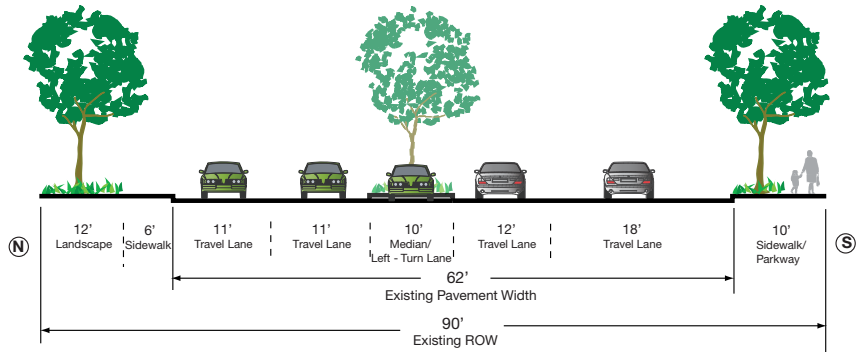 12’
Landscape
6’
Sidewalk
11’
Travel Lane
11’
Travel Lane
10’
Median/
Left - Turn Lane
12’
Travel Lane
18’
Travel Lane
10’
Sidewalk/
Parkway
N
S
62’
Existing Pavement Width
90’
Existing ROW